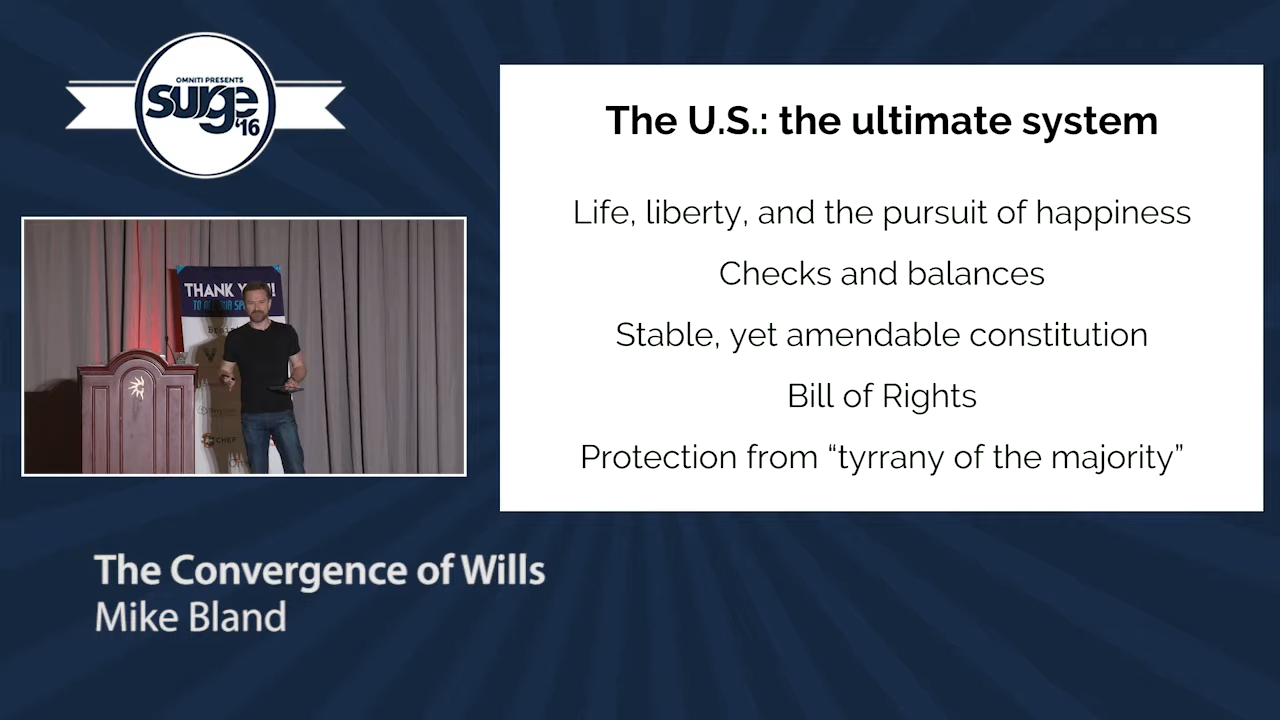 OMNITI PRESENTS
surge
'16
The U.S.: the ultimate system
Life, liberty, and the pursuit of happiness
Checks and balances
Stable, yet amendable constitution
Bill of Rights
Protection from “tyrrany of the majority”
THANK
CHEF
The Convergence of Wills
Mike Bland